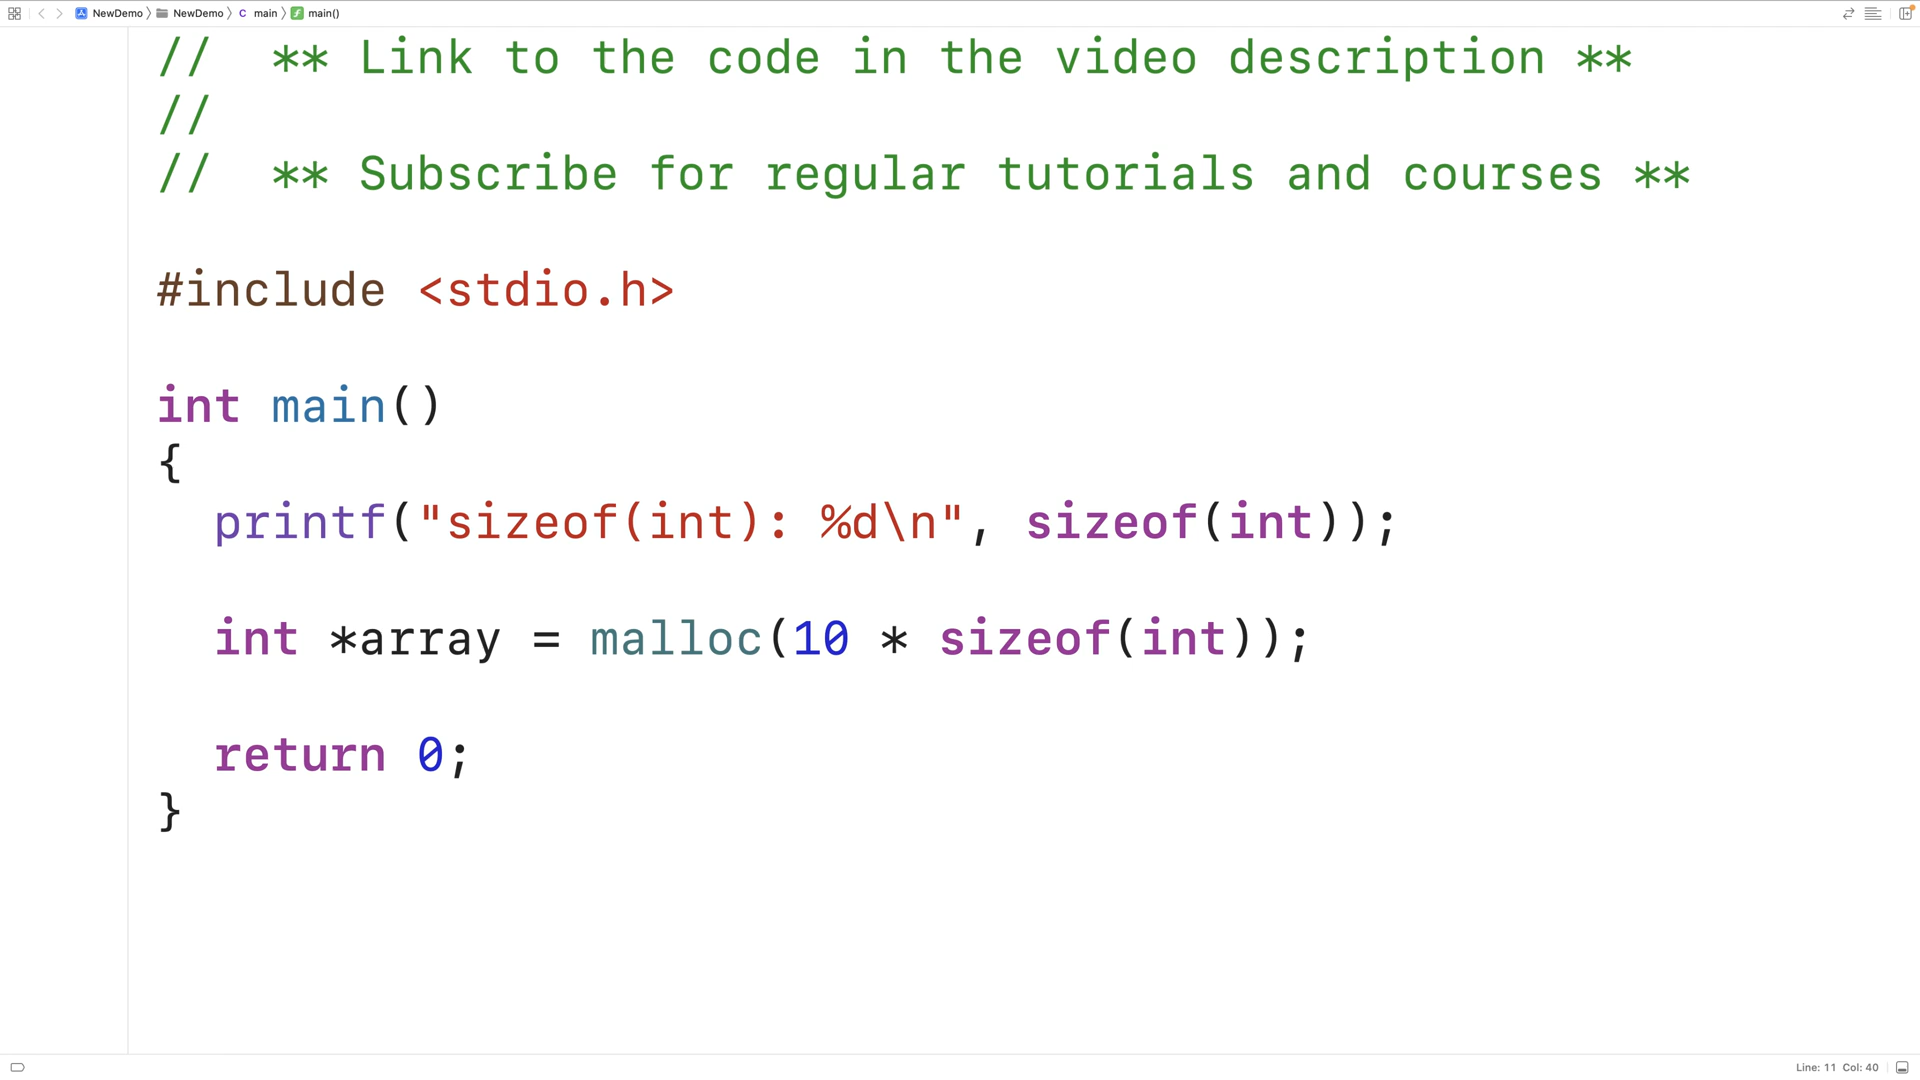 NewDemo 〉 NewDemo 〉 C main 〉 f main()
//  ** Link to the code in the video description **
//
//  ** Subscribe for regular tutorials and courses **
#include <stdio.h>
int main()
{
  printf("sizeof(int): %d\n", sizeof(int));
  int *array = malloc(10 * sizeof(int));
  return 0;
}
Line: 11 Col: 40